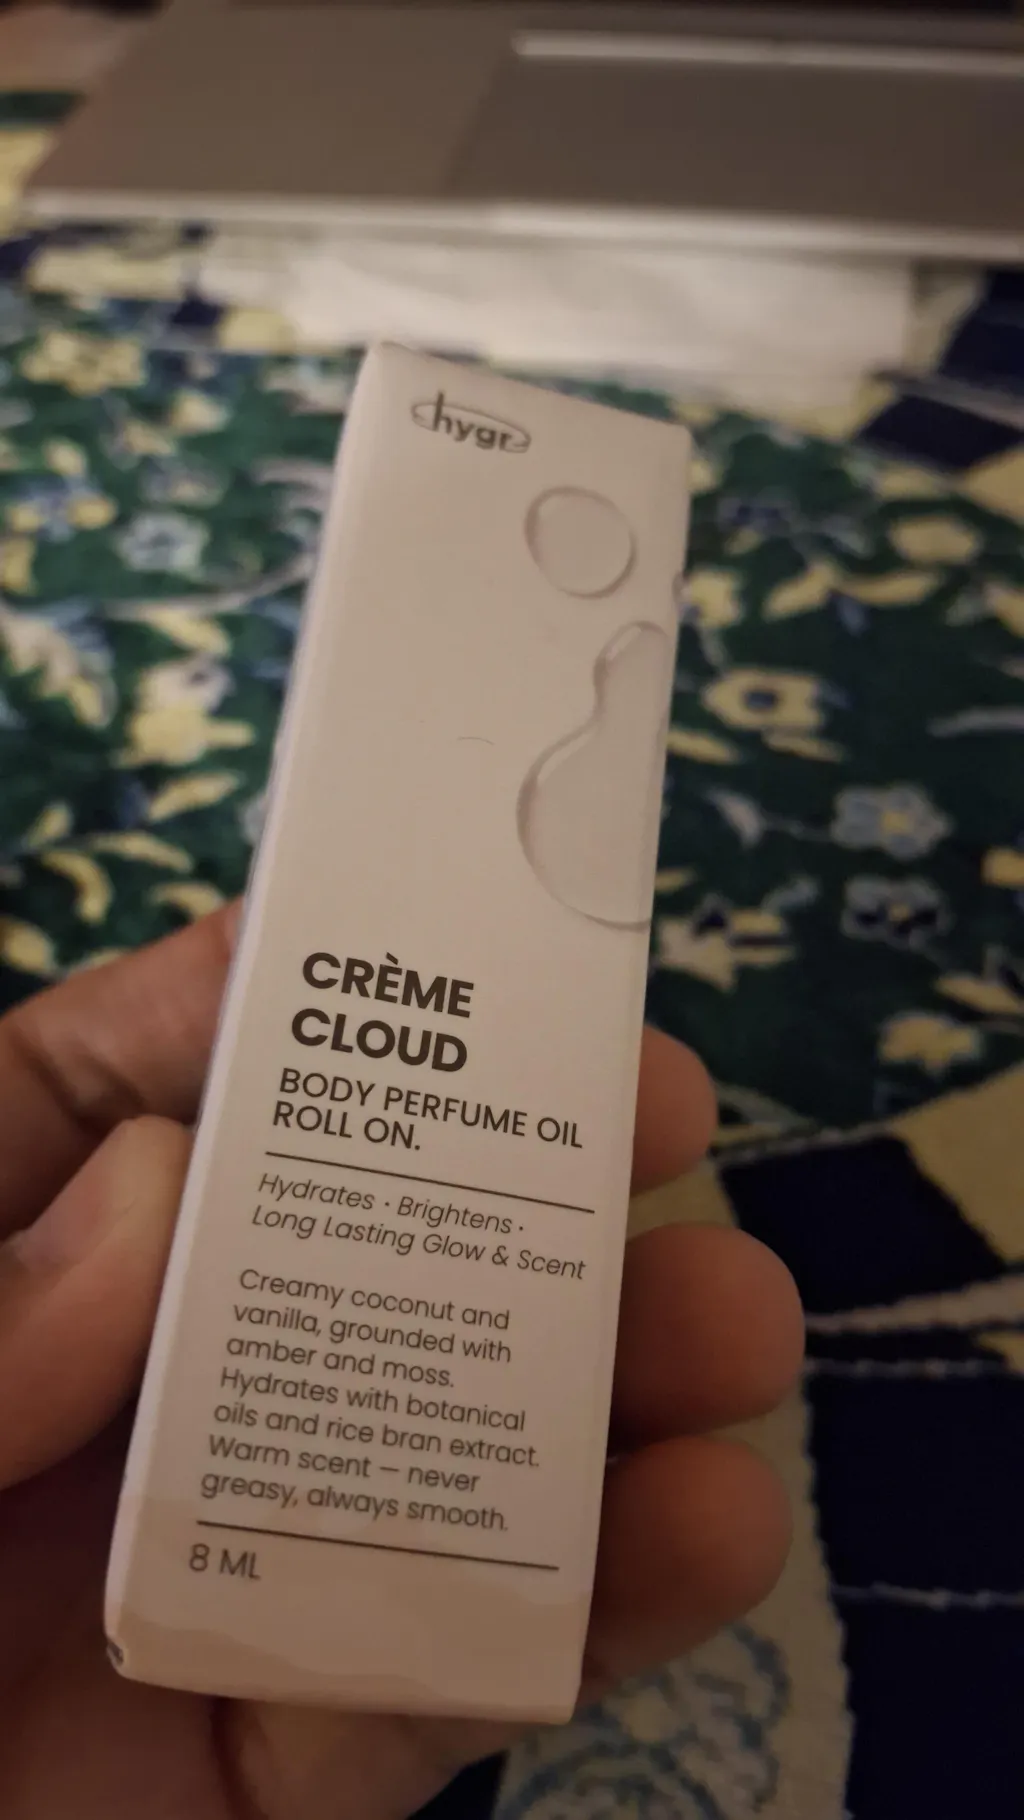 hygr
CRÈME
CLOUD
BODY PERFUME OIL
ROLL ON.
Hydrates · Brightens ·
Long Lasting Glow & Scent
Creamy coconut and
vanilla, grounded with
amber and moss.
Hydrates with botanical
oils and rice bran extract.
Warm scent — never
greasy, always smooth.
8 ML